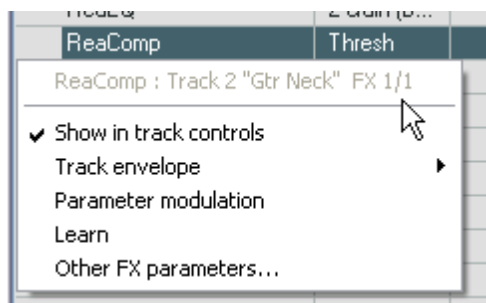 ReaComp Thresh
ReaComp : Track 2 "Gtr Neck" FX 1/1
Show in track controls
Track envelope
Parameter modulation
Learn
Other FX parameters...